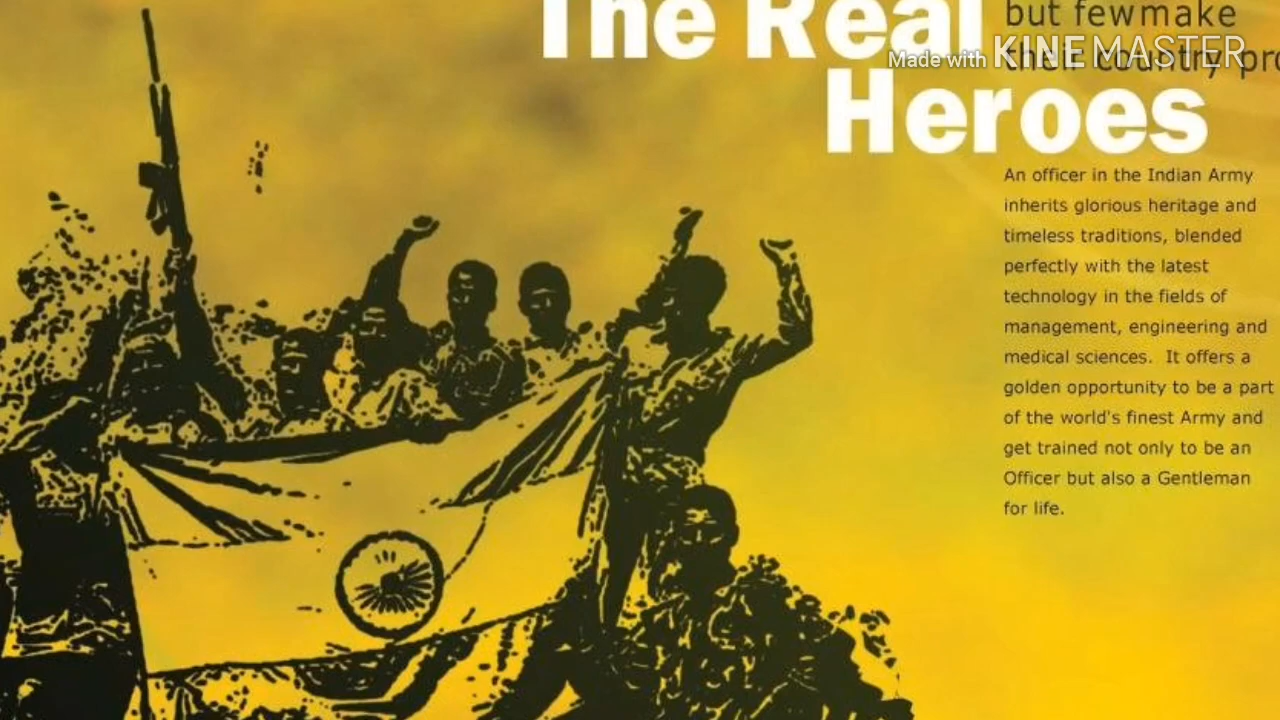 The Real
Heroes
but fewmake
their country pro
Made with KINEMASTER
An officer in the Indian Army
inherits glorious heritage and
timeless traditions, blended
perfectly with the latest
technology in the fields of
management, engineering and
medical sciences. It offers a
golden opportunity to be a part
of the world's finest Army and
get trained not only to be an
Officer but also a Gentleman
for life.